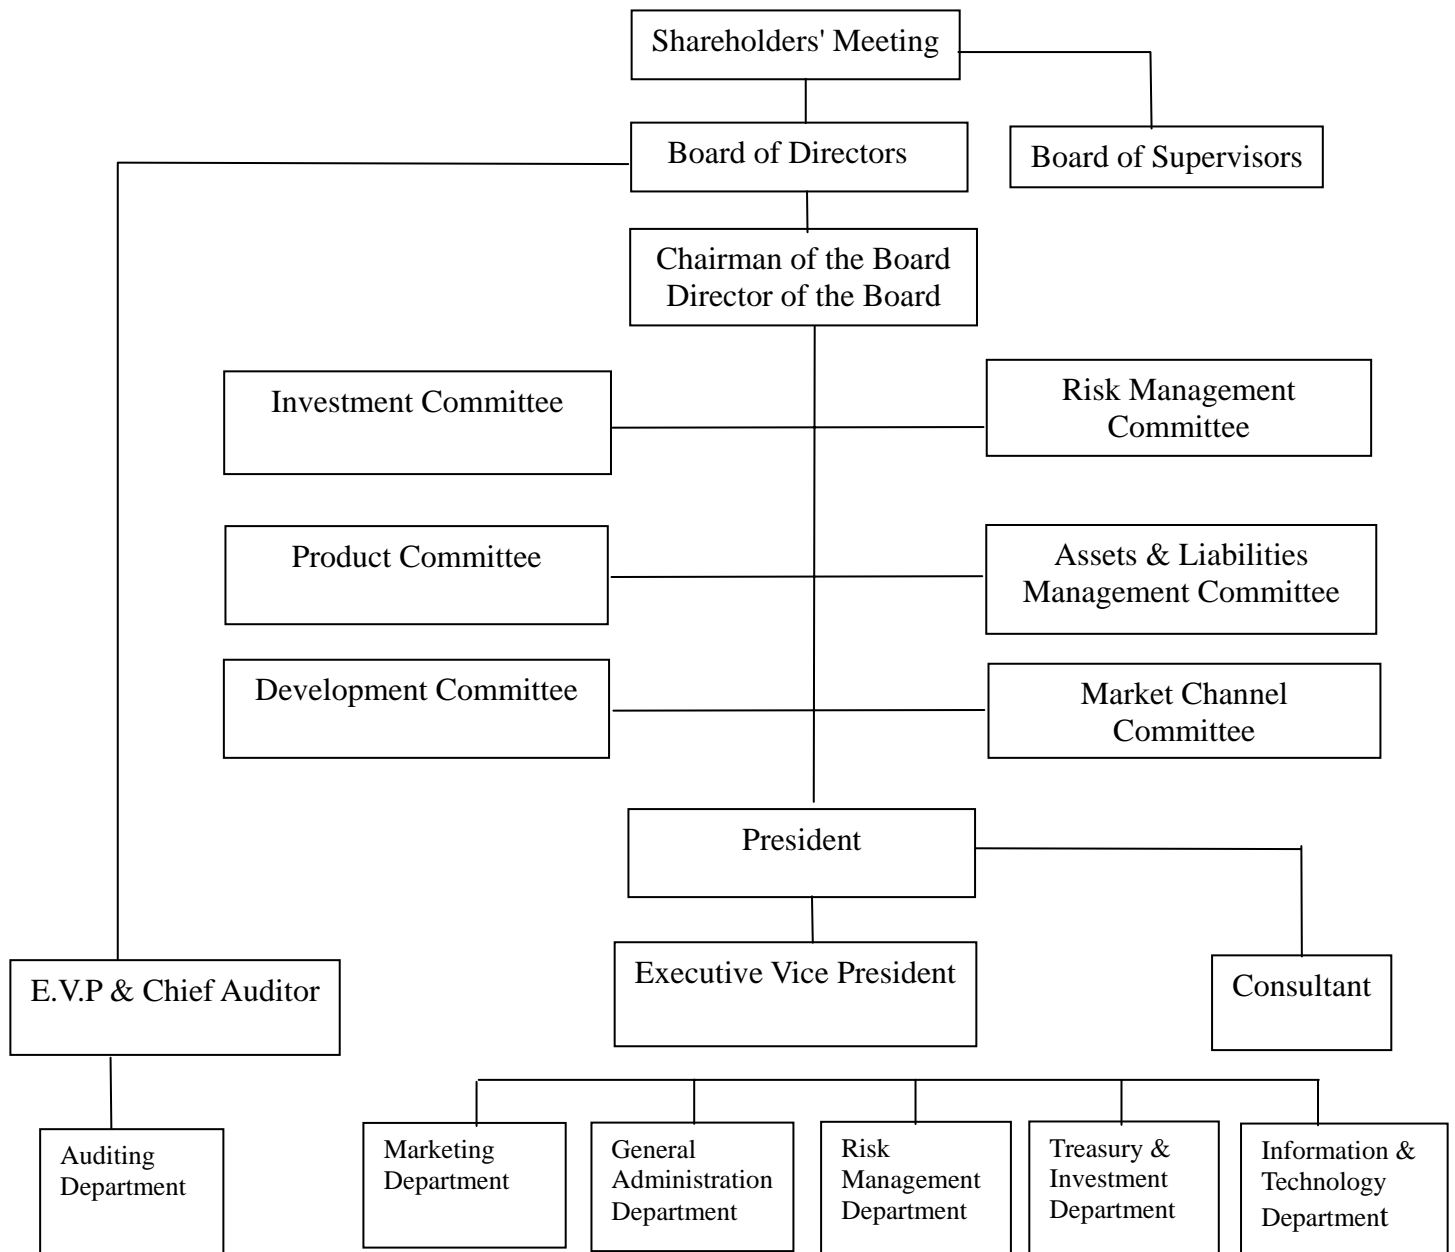 Shareholders' Meeting
Board of Directors
Board of Supervisors
Chairman of the Board
Director of the Board
Investment Committee
Risk Management
Committee
Product Committee
Assets & Liabilities
Management Committee
Development Committee
Market Channel
Committee
President
E.V.P & Chief Auditor
Executive Vice President
Consultant
Auditing
Department
Marketing
Department
General
Administration
Department
Risk
Management
Department
Treasury &
Investment
Department
Information &
Technology
Department